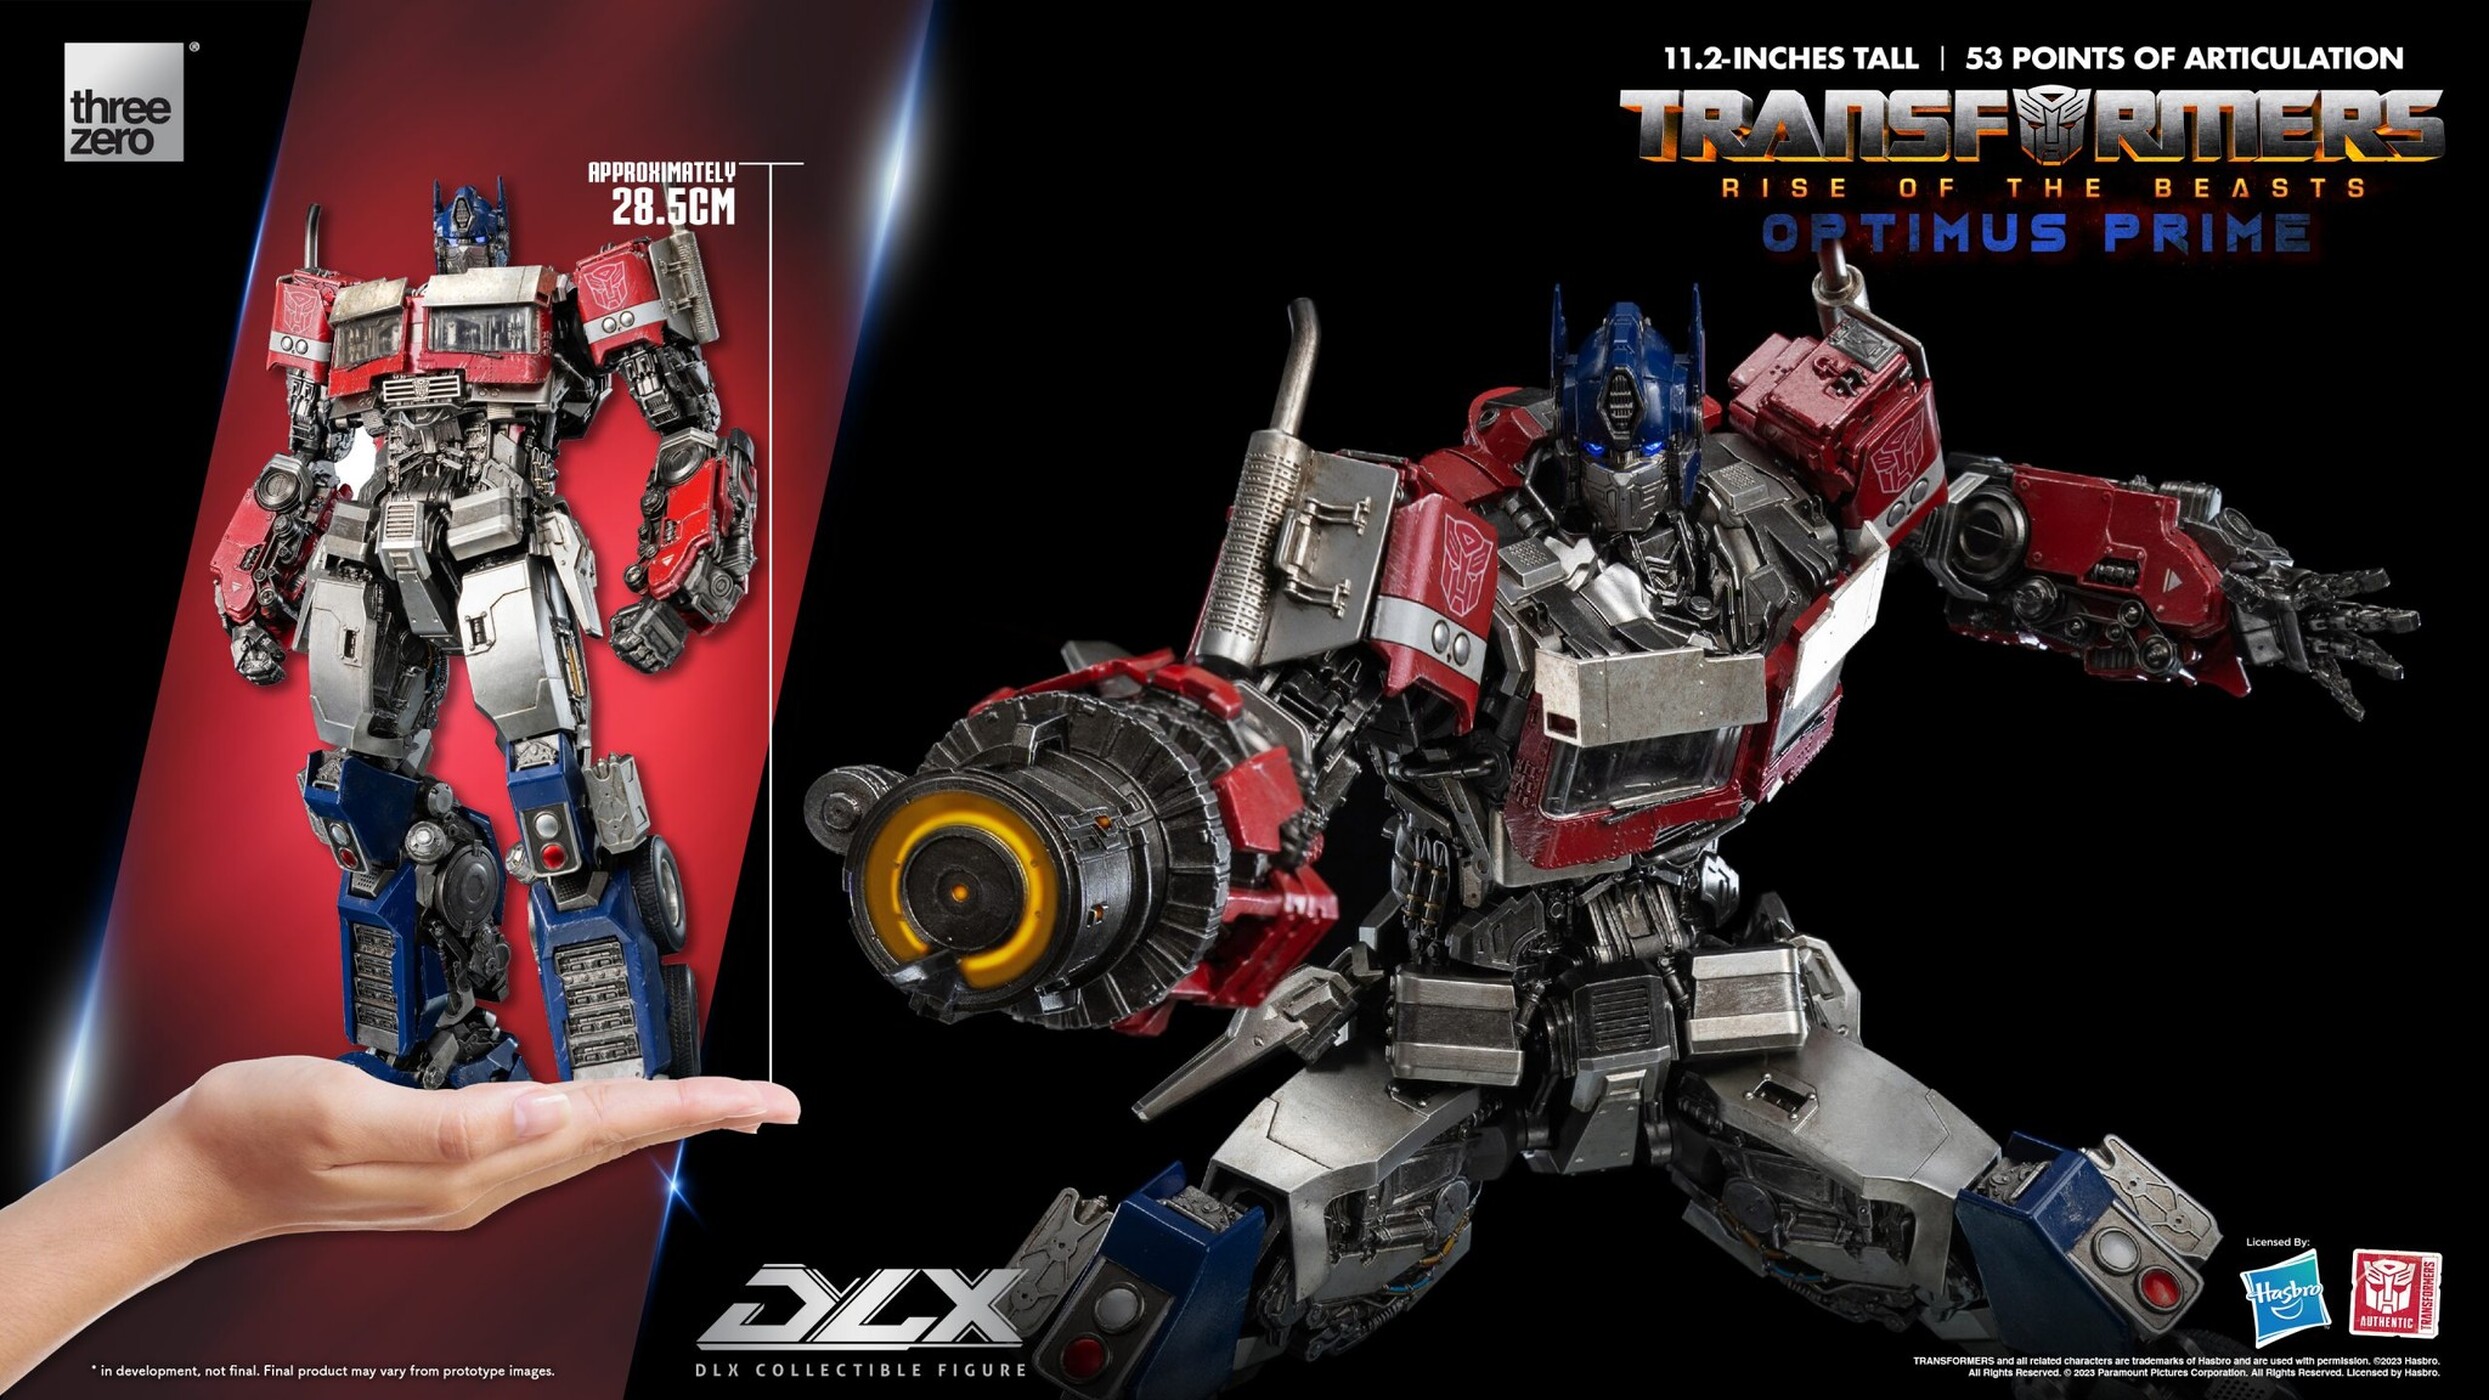 three
zero
®
APPROXIMATELY
28.5CM
11.2-INCHES TALL | 53 POINTS OF ARTICULATION
TRANSFORMERS
RISE OF THE BEASTS
OPTIMUS PRIME
DLX
DLX COLLECTIBLE FIGURE
* in development, not final. Final product may vary from prototype images.
Licensed By:
Hasbro
AUTHENTIC
TRANSFORMERS
TRANSFORMERS and all related characters are trademarks of Hasbro and are used with permission. ©2023 Hasbro.
All Rights Reserved. © 2023 Paramount Pictures Corporation. All Rights Reserved. Licensed by Hasbro.